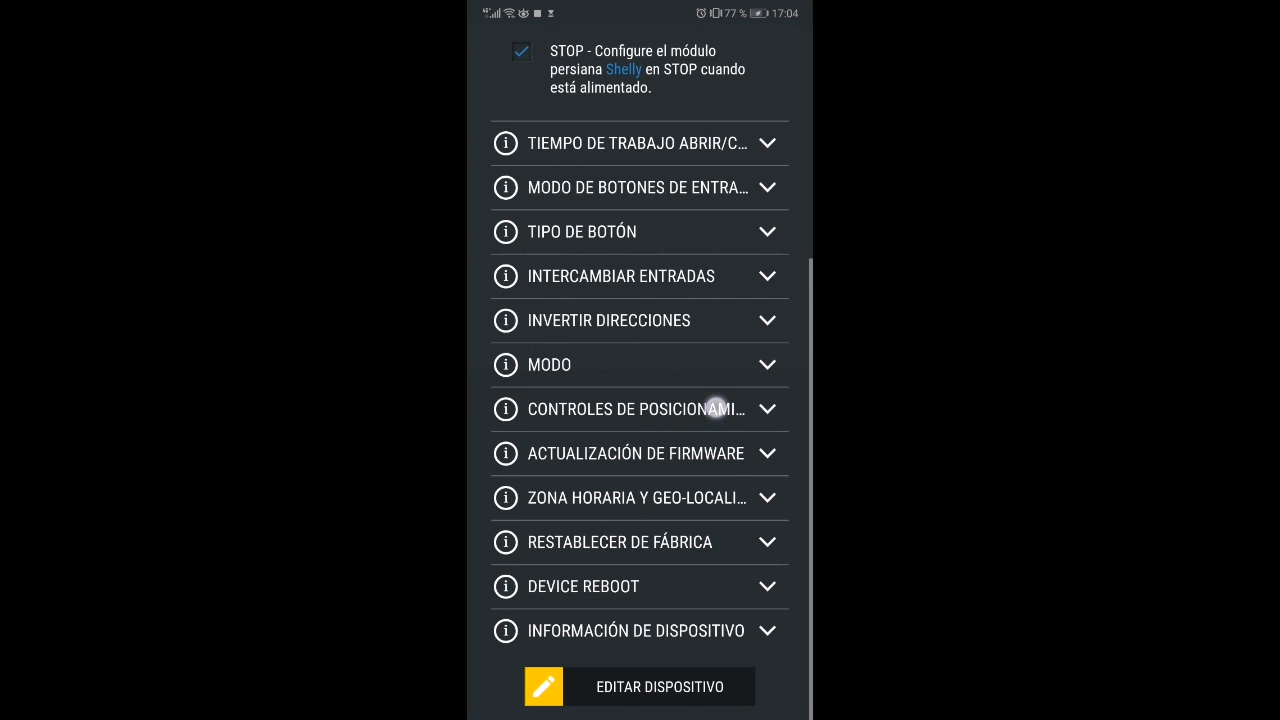 77 % 17:04
STOP - Configure el módulo
persiana Shelly en STOP cuando
está alimentado.
TIEMPO DE TRABAJO ABRIR/C...
MODO DE BOTONES DE ENTRA...
TIPO DE BOTÓN
INTERCAMBIAR ENTRADAS
INVERTIR DIRECCIONES
MODO
CONTROLES DE POSICIONAMI...
ACTUALIZACIÓN DE FIRMWARE
ZONA HORARIA Y GEO-LOCALI...
RESTABLECER DE FÁBRICA
DEVICE REBOOT
INFORMACIÓN DE DISPOSITIVO
EDITAR DISPOSITIVO